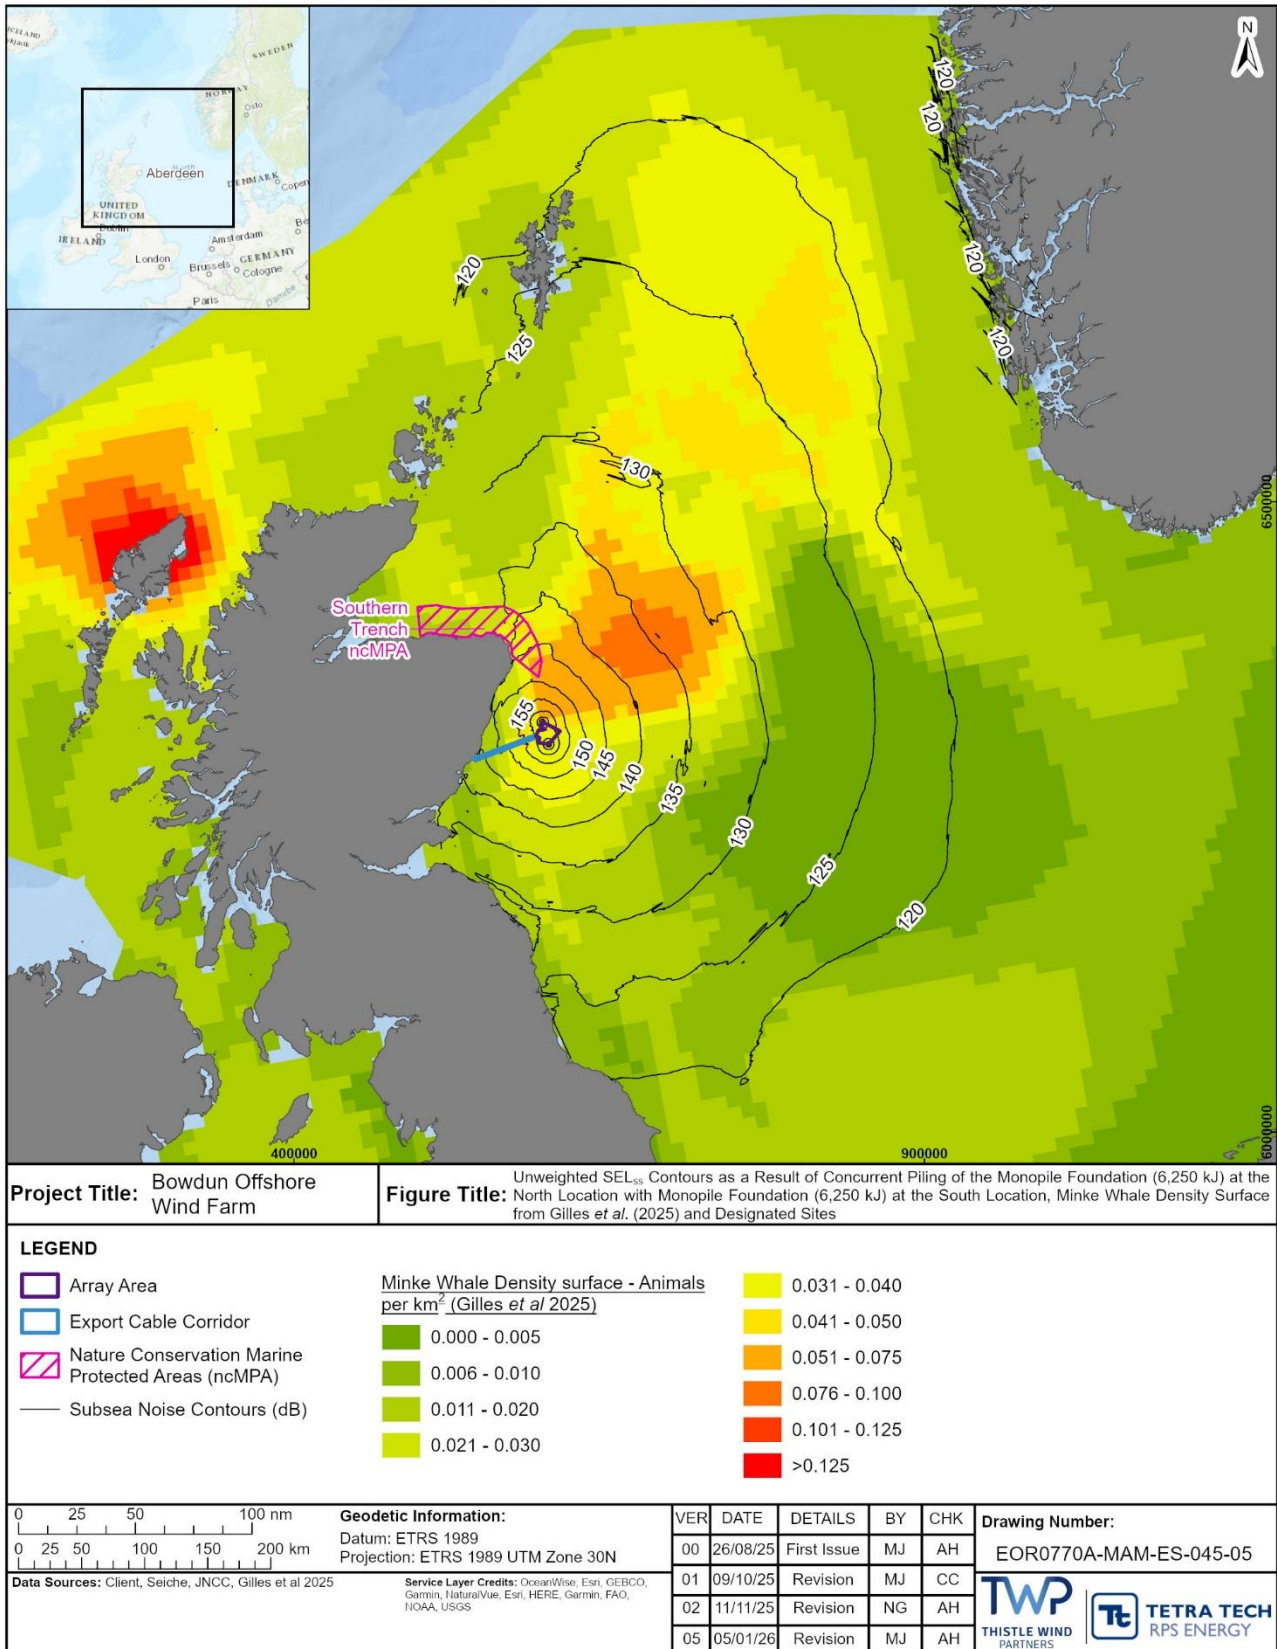 ICELAND
SWEDEN
NORWAY
Oslo
Aberdeen
DENMARK
Copen
UNITED
KINGDOM
Dublin
IRELAND
Amsterdam
Be
London
GERMANY
Brussels
Cologne
Paris
Danube
N
120
120
120
120
120
120
125
130
Southern
Trench
ncMPA
155
150
145
140
135
130
125
120
6500000
6000000
400000
900000
Project Title: Bowdun Offshore
Wind Farm
Figure Title: Unweighted SELss Contours as a Result of Concurrent Piling of the Monopile Foundation (6,250 kJ) at the
North Location with Monopile Foundation (6,250 kJ) at the South Location, Minke Whale Density Surface
from Gilles et al. (2025) and Designated Sites
LEGEND
Array Area
Export Cable Corridor
Nature Conservation Marine
Protected Areas (ncMPA)
Subsea Noise Contours (dB)
Minke Whale Density surface - Animals
per km² (Gilles et al 2025)
0.000 - 0.005
0.006 - 0.010
0.011 - 0.020
0.021 - 0.030
0.031 - 0.040
0.041 - 0.050
0.051 - 0.075
0.076 - 0.100
0.101 - 0.125
>0.125
0 25 50 100 nm
0 25 50 100 150 200 km
Geodetic Information:
Datum: ETRS 1989
Projection: ETRS 1989 UTM Zone 30N
Data Sources: Client, Seiche, JNCC, Gilles et al 2025
Service Layer Credits: OceanWise, Esri, GEBCO,
Garmin, NaturalVue, Esri, HERE, Garmin, FAO,
NOAA, USGS
VER DATE DETAILS BY CHK
00 26/08/25 First Issue MJ AH
01 09/10/25 Revision MJ CC
02 11/11/25 Revision NG AH
05 05/01/26 Revision MJ AH
Drawing Number:
EOR0770A-MAM-ES-045-05
TWP
THISTLE WIND
PARTNERS
Tt
TETRA TECH
RPS ENERGY